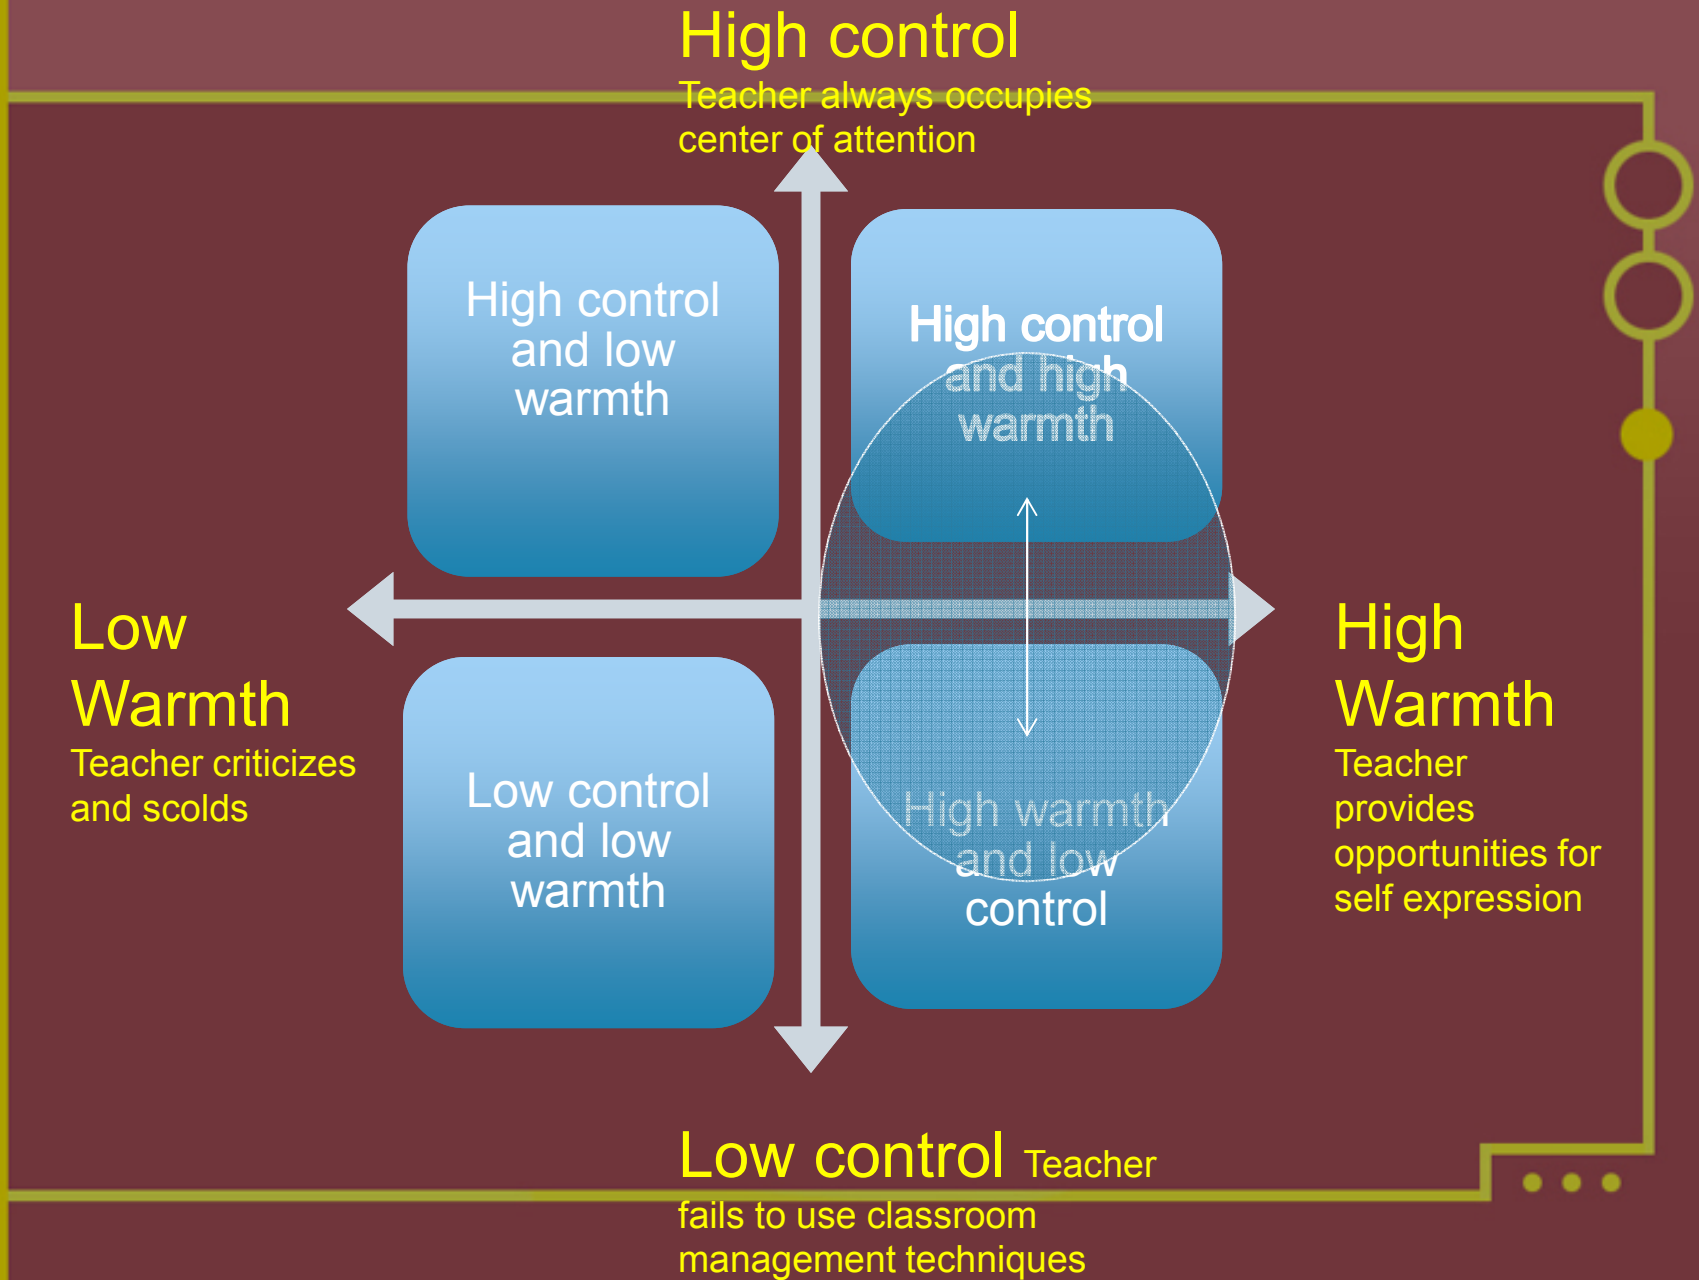 High control
Teacher always occupies
center of attention
High control
and low
warmth
High control
and high
warmth
Low
Warmth
Teacher criticizes
and scolds
High
Warmth
Teacher
provides
opportunities for
self expression
Low control
and low
warmth
High warmth
and low
control
Low control Teacher
fails to use classroom
management techniques